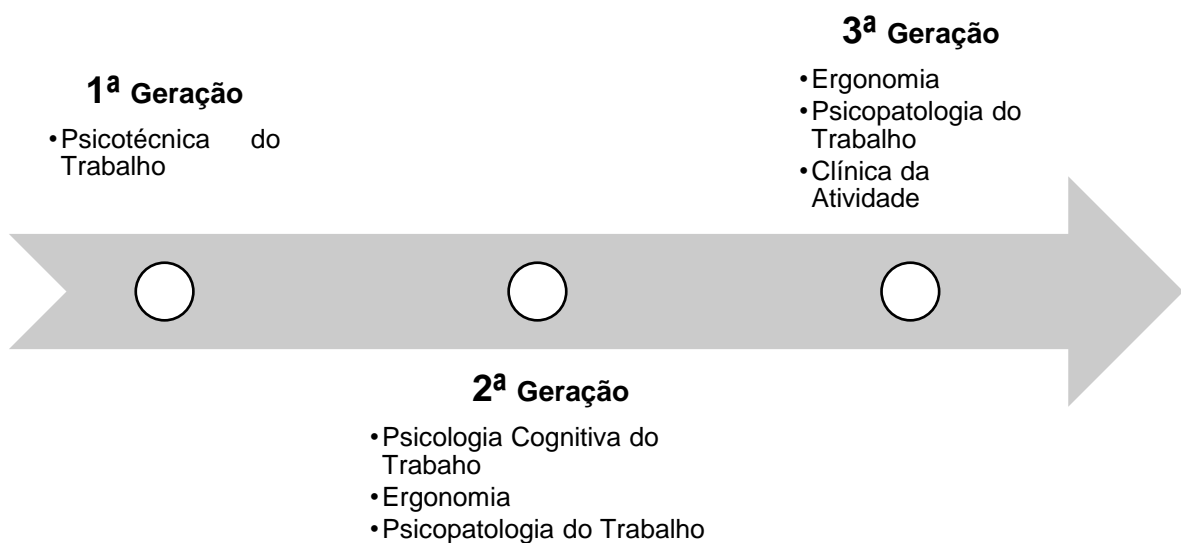 1ª Geração
•Psicotécnica do
Trabalho
2ª Geração
•Psicologia Cognitiva do
Trabaho
•Ergonomia
•Psicopatologia do Trabalho
3ª Geração
•Ergonomia
•Psicopatologia do
Trabalho
•Clínica da
Atividade